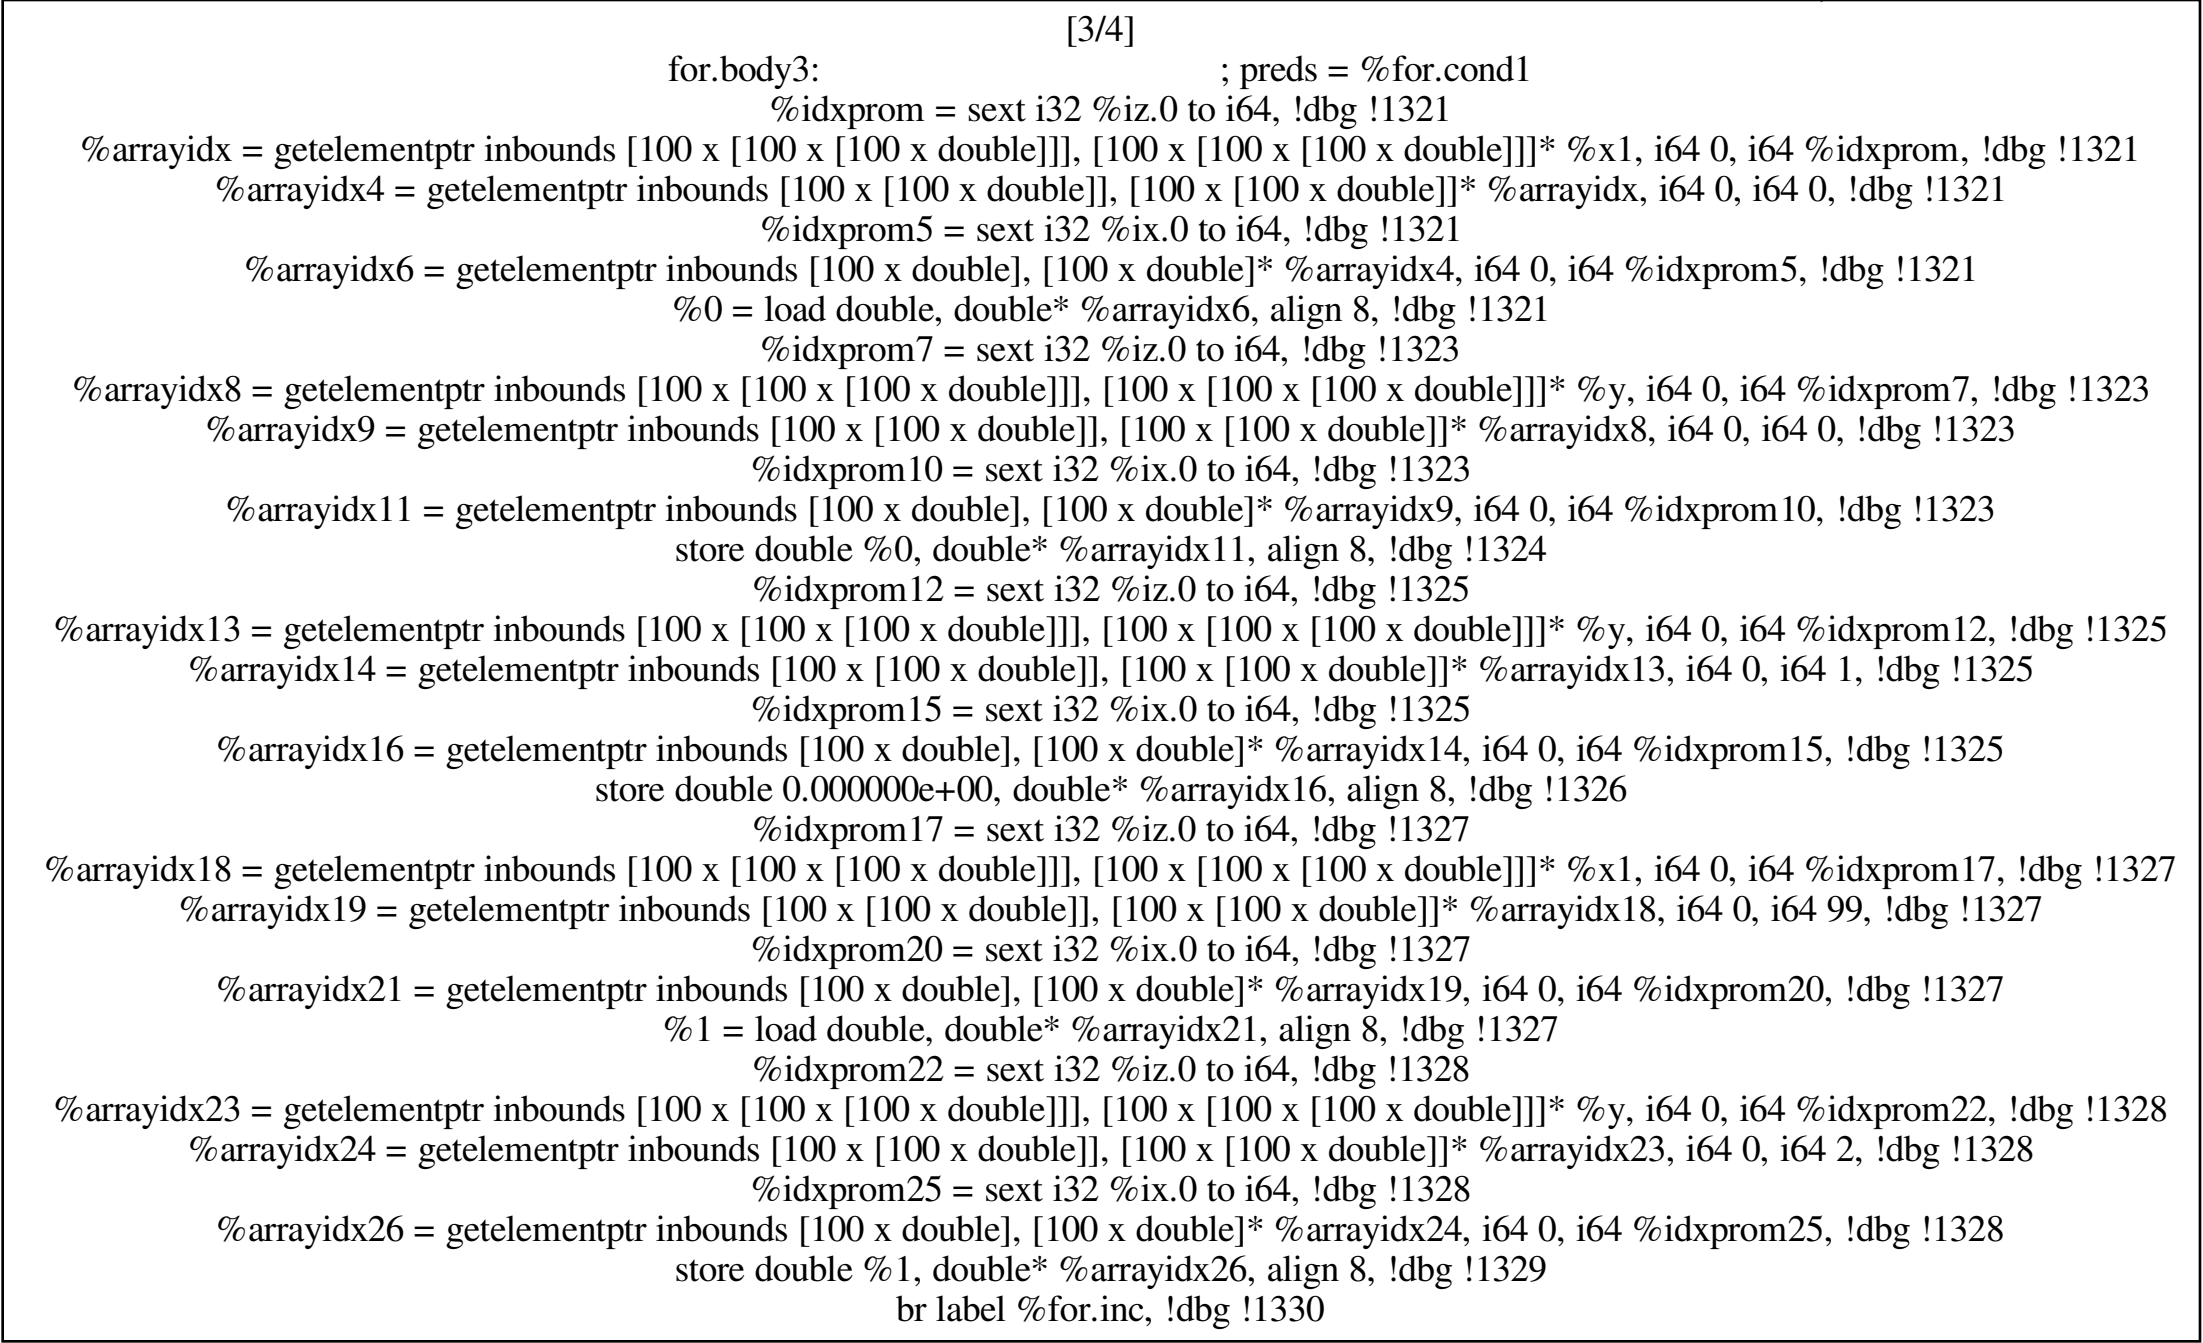 [3/4]
for.body3: ; preds = %for.cond1
%idxprom = sext i32 %iz.0 to i64, !dbg !1321
%arrayidx = getelementptr inbounds [100 x [100 x [100 x double]]], [100 x [100 x [100 x double]]]* %x1, i64 0, i64 %idxprom, !dbg !1321
%arrayidx4 = getelementptr inbounds [100 x [100 x double]], [100 x [100 x double]]* %arrayidx, i64 0, i64 0, !dbg !1321
%idxprom5 = sext i32 %ix.0 to i64, !dbg !1321
%arrayidx6 = getelementptr inbounds [100 x double], [100 x double]* %arrayidx4, i64 0, i64 %idxprom5, !dbg !1321
%0 = load double, double* %arrayidx6, align 8, !dbg !1321
%idxprom7 = sext i32 %iz.0 to i64, !dbg !1323
%arrayidx8 = getelementptr inbounds [100 x [100 x [100 x double]]], [100 x [100 x [100 x double]]]* %y, i64 0, i64 %idxprom7, !dbg !1323
%arrayidx9 = getelementptr inbounds [100 x [100 x double]], [100 x [100 x double]]* %arrayidx8, i64 0, i64 0, !dbg !1323
%idxprom10 = sext i32 %ix.0 to i64, !dbg !1323
%arrayidx11 = getelementptr inbounds [100 x double], [100 x double]* %arrayidx9, i64 0, i64 %idxprom10, !dbg !1323
store double %0, double* %arrayidx11, align 8, !dbg !1324
%idxprom12 = sext i32 %iz.0 to i64, !dbg !1325
%arrayidx13 = getelementptr inbounds [100 x [100 x [100 x double]]], [100 x [100 x [100 x double]]]* %y, i64 0, i64 %idxprom12, !dbg !1325
%arrayidx14 = getelementptr inbounds [100 x [100 x double]], [100 x [100 x double]]* %arrayidx13, i64 0, i64 1, !dbg !1325
%idxprom15 = sext i32 %ix.0 to i64, !dbg !1325
%arrayidx16 = getelementptr inbounds [100 x double], [100 x double]* %arrayidx14, i64 0, i64 %idxprom15, !dbg !1325
store double 0.000000e+00, double* %arrayidx16, align 8, !dbg !1326
%idxprom17 = sext i32 %iz.0 to i64, !dbg !1327
%arrayidx18 = getelementptr inbounds [100 x [100 x [100 x double]]], [100 x [100 x [100 x double]]]* %x1, i64 0, i64 %idxprom17, !dbg !1327
%arrayidx19 = getelementptr inbounds [100 x [100 x double]], [100 x [100 x double]]* %arrayidx18, i64 0, i64 99, !dbg !1327
%idxprom20 = sext i32 %ix.0 to i64, !dbg !1327
%arrayidx21 = getelementptr inbounds [100 x double], [100 x double]* %arrayidx19, i64 0, i64 %idxprom20, !dbg !1327
%1 = load double, double* %arrayidx21, align 8, !dbg !1327
%idxprom22 = sext i32 %iz.0 to i64, !dbg !1328
%arrayidx23 = getelementptr inbounds [100 x [100 x [100 x double]]], [100 x [100 x [100 x double]]]* %y, i64 0, i64 %idxprom22, !dbg !1328
%arrayidx24 = getelementptr inbounds [100 x [100 x double]], [100 x [100 x double]]* %arrayidx23, i64 0, i64 2, !dbg !1328
%idxprom25 = sext i32 %ix.0 to i64, !dbg !1328
%arrayidx26 = getelementptr inbounds [100 x double], [100 x double]* %arrayidx24, i64 0, i64 %idxprom25, !dbg !1328
store double %1, double* %arrayidx26, align 8, !dbg !1329
br label %for.inc, !dbg !1330